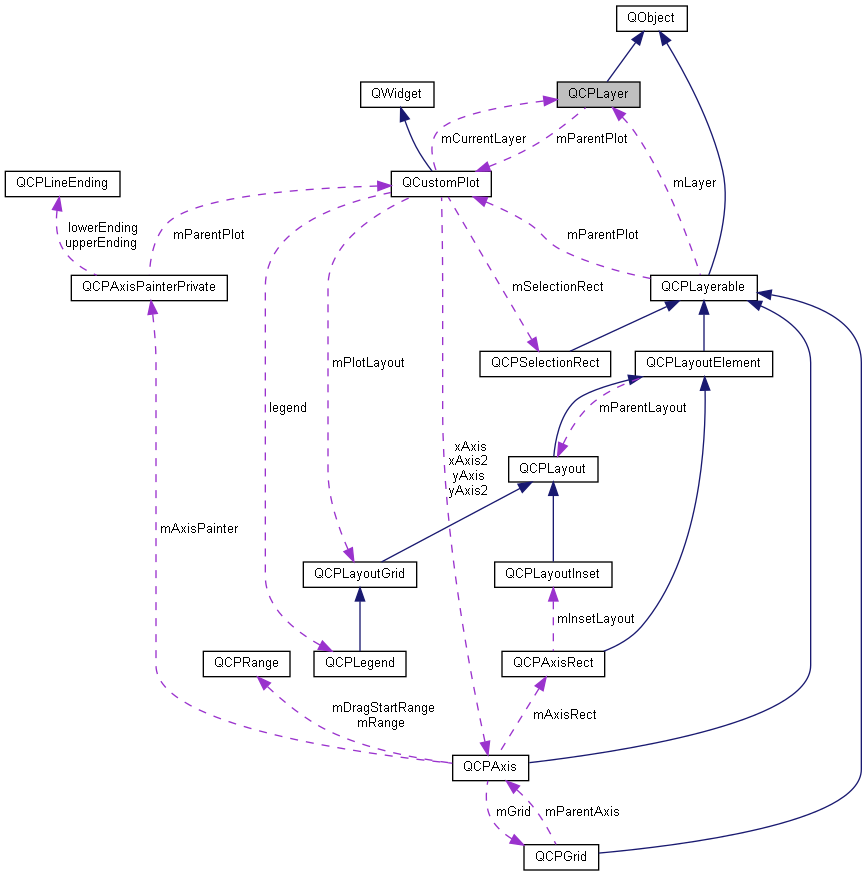 QObject
QWidget
QCPLayer
mCurrentLayer
mParentPlot
QCPLineEnding
QCustomPlot
mLayer
lowerEnding
upperEnding
mParentPlot
mParentPlot
QCPAxisPainterPrivate
mSelectionRect
QCPLayerable
mPlotLayout
QCPSelectionRect
QCPLayoutElement
legend
mParentLayout
xAxis
xAxis2
yAxis
yAxis2
QCPLayout
mAxisPainter
QCPLayoutGrid
QCPLayoutInset
mInsetLayout
QCPRange
QCPLegend
QCPAxisRect
mDragStartRange
mRange
mAxisRect
QCPAxis
mGrid
mParentAxis
QCPGrid